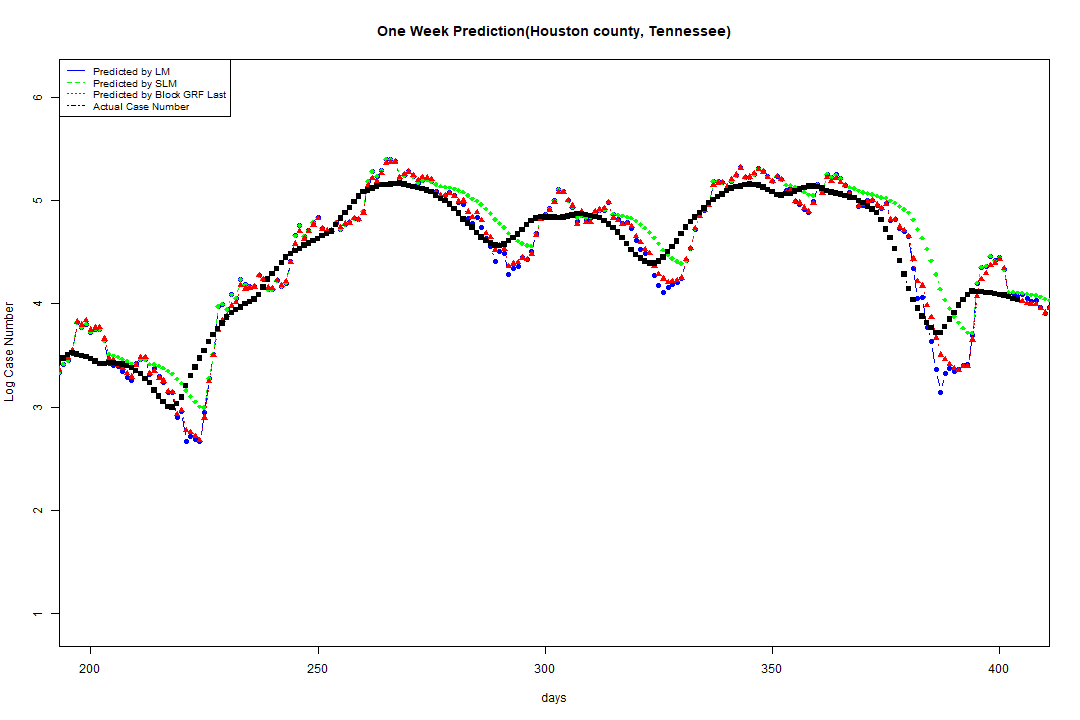 One Week Prediction(Houston county, Tennessee)
Predicted by LM
Predicted by SLM
Predicted by Block GRF Last
Actual Case Number
6
5
4
3
2
1
Log Case Number
200 250 300 350 400
days